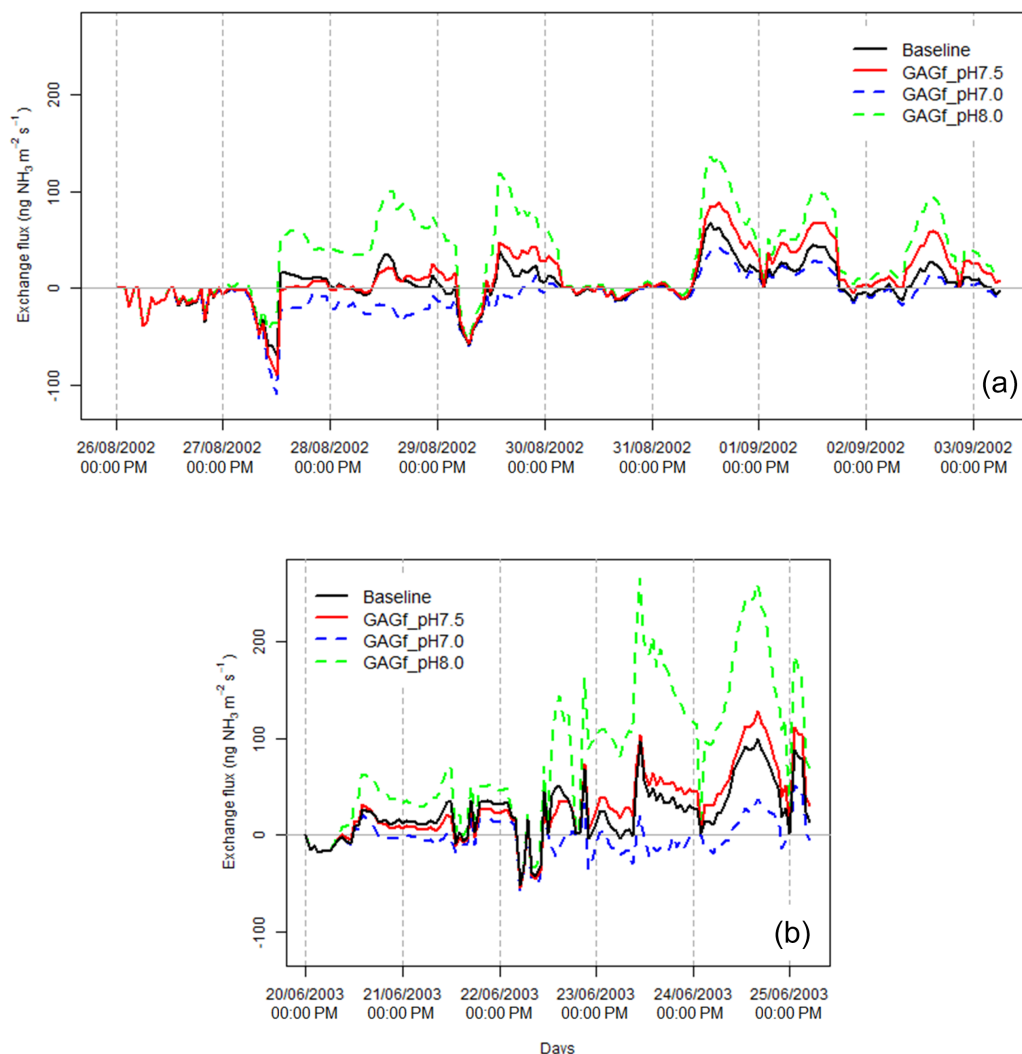 Exchange flux (ng NH₃ m⁻² s⁻¹)
200
100
0
-100
Baseline
GAGf_pH7.5
GAGf_pH7.0
GAGf_pH8.0
(a)
26/08/2002 27/08/2002 28/08/2002 29/08/2002 30/08/2002 31/08/2002 01/09/2002 02/09/2002 03/09/2002
00:00 PM 00:00 PM 00:00 PM 00:00 PM 00:00 PM 00:00 PM 00:00 PM 00:00 PM 00:00 PM
Exchange flux (ng NH₃ m⁻² s⁻¹)
200
100
0
-100
Baseline
GAGf_pH7.5
GAGf_pH7.0
GAGf_pH8.0
(b)
20/06/2003 21/06/2003 22/06/2003 23/06/2003 24/06/2003 25/06/2003
00:00 PM 00:00 PM 00:00 PM 00:00 PM 00:00 PM 00:00 PM
Days